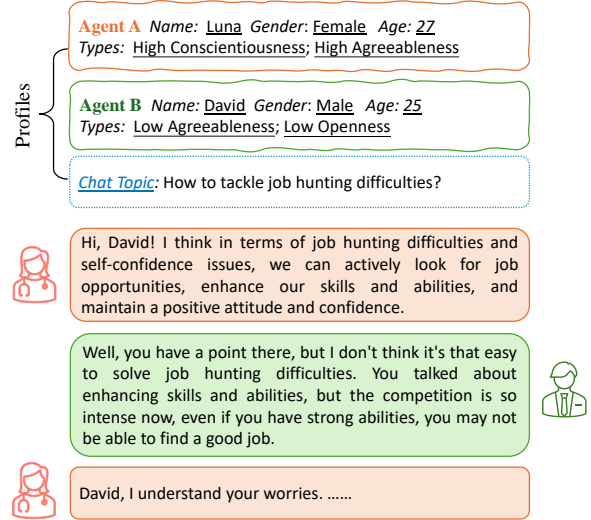 Profiles
Agent A Name: Luna Gender: Female Age: 27
Types: High Conscientiousness; High Agreeableness
Agent B Name: David Gender: Male Age: 25
Types: Low Agreeableness; Low Openness
Chat Topic: How to tackle job hunting difficulties?
Hi, David! I think in terms of job hunting difficulties and
self-confidence issues, we can actively look for job
opportunities, enhance our skills and abilities, and
maintain a positive attitude and confidence.
Well, you have a point there, but I don't think it's that easy
to solve job hunting difficulties. You talked about
enhancing skills and abilities, but the competition is so
intense now, even if you have strong abilities, you may not
be able to find a good job.
David, I understand your worries. ......